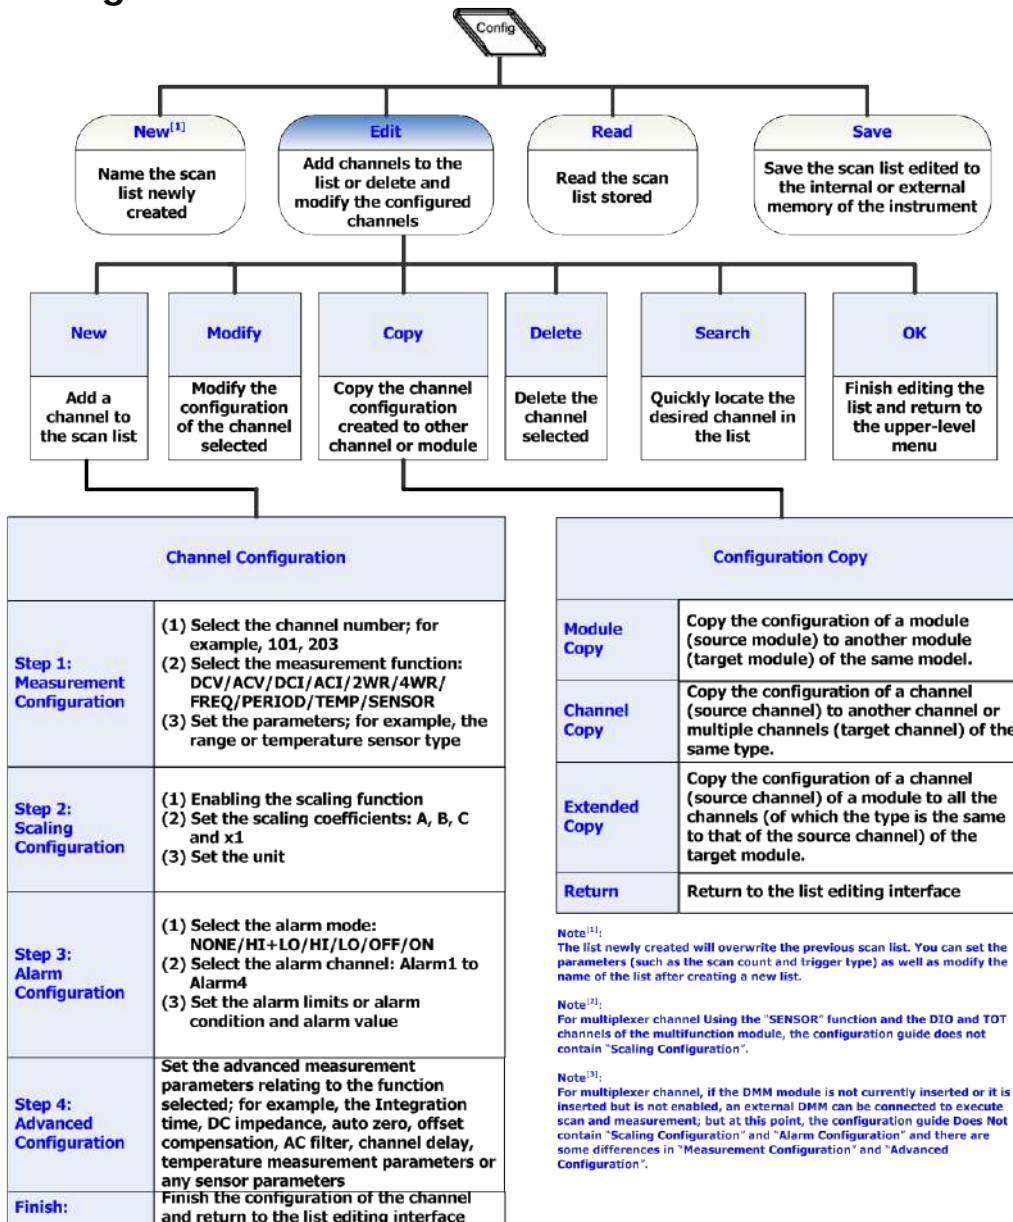 Config
New[1]
Name the scan
list newly
created
Edit
Add channels to the
list or delete and
modify the configured
channels
Read
Read the scan
list stored
Save
Save the scan list edited to
the internal or external
memory of the instrument
New
Add a
channel to
the scan list
Modify
Modify the
configuration
of the channel
selected
Copy
Copy the channel
configuration
created to other
channel or module
Delete
Delete the
channel
selected
Search
Quickly locate the
desired channel in
the list
OK
Finish editing the
list and return to
the upper-level
menu
Channel Configuration
Step 1:
Measurement
Configuration
(1) Select the channel number; for
example, 101, 203
(2) Select the measurement function:
DCV/ACV/DCI/ACI/2WR/4WR/
FREQ/PERIOD/TEMP/SENSOR
(3) Set the parameters; for example, the
range or temperature sensor type
Step 2:
Scaling
Configuration
(1) Enabling the scaling function
(2) Set the scaling coefficients: A, B, C
and x1
(3) Set the unit
Step 3:
Alarm
Configuration
(1) Select the alarm mode:
NONE/HI+LO/HI/LO/OFF/ON
(2) Select the alarm channel: Alarm1 to
Alarm4
(3) Set the alarm limits or alarm
condition and alarm value
Step 4:
Advanced
Configuration
Set the advanced measurement
parameters relating to the function
selected; for example, the Integration
time, DC impedance, auto zero, offset
compensation, AC filter, channel delay,
temperature measurement parameters or
any sensor parameters
Finish:
Finish the configuration of the channel
and return to the list editing interface
Configuration Copy
Module
Copy
Copy the configuration of a module
(source module) to another module
(target module) of the same model.
Channel
Copy
Copy the configuration of a channel
(source channel) to another channel or
multiple channels (target channel) of the
same type.
Extended
Copy
Copy the configuration of a channel
(source channel) of a module to all the
channels (of which the type is the same
to that of the source channel) of the
target module.
Return
Return to the list editing interface
Note[1]:
The list newly created will overwrite the previous scan list. You can set the
parameters (such as the scan count and trigger type) as well as modify the
name of the list after creating a new list.
Note[2]:
For multiplexer channel Using the "SENSOR" function and the DIO and TOT
channels of the multifunction module, the configuration guide does not
contain "Scaling Configuration".
Note[3]:
For multiplexer channel, if the DMM module is not currently inserted or it is
inserted but is not enabled, an external DMM can be connected to execute
scan and measurement; but at this point, the configuration guide Does Not
contain "Scaling Configuration" and "Alarm Configuration" and there are
some differences in "Measurement Configuration" and "Advanced
Configuration".